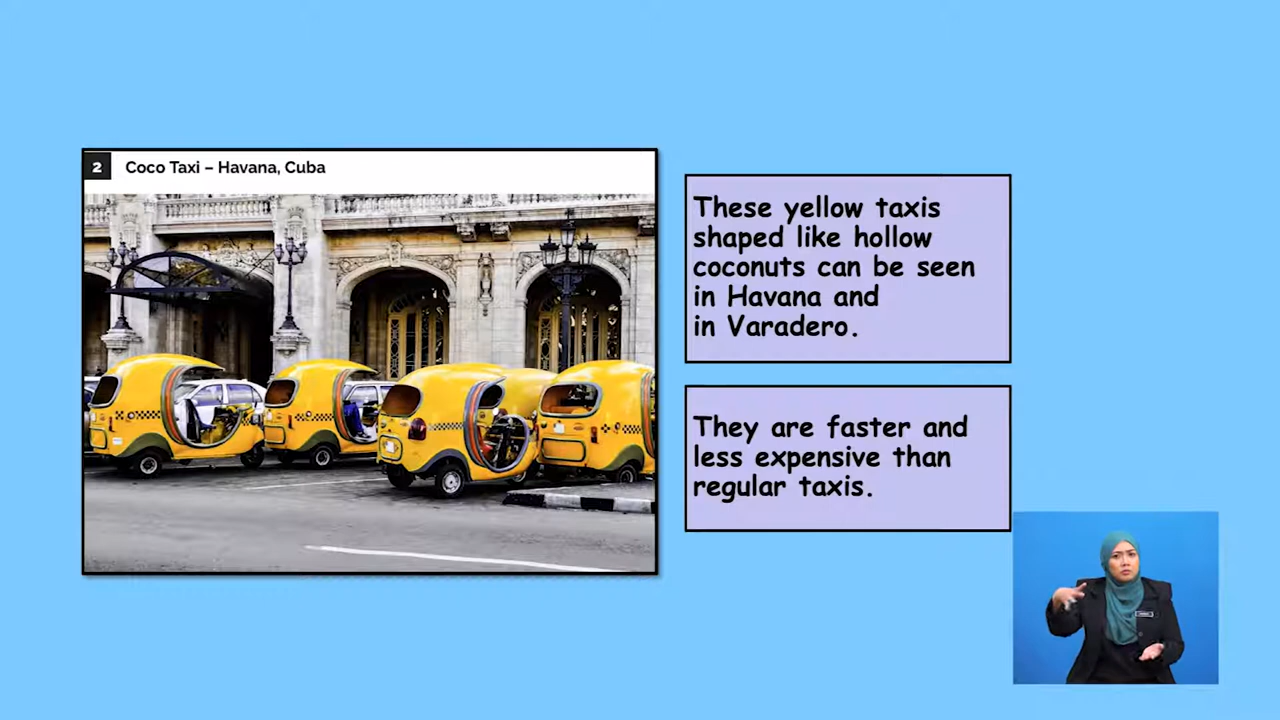 2 Coco Taxi – Havana, Cuba
These yellow taxis
shaped like hollow
coconuts can be seen
in Havana and
in Varadero.
They are faster and
less expensive than
regular taxis.